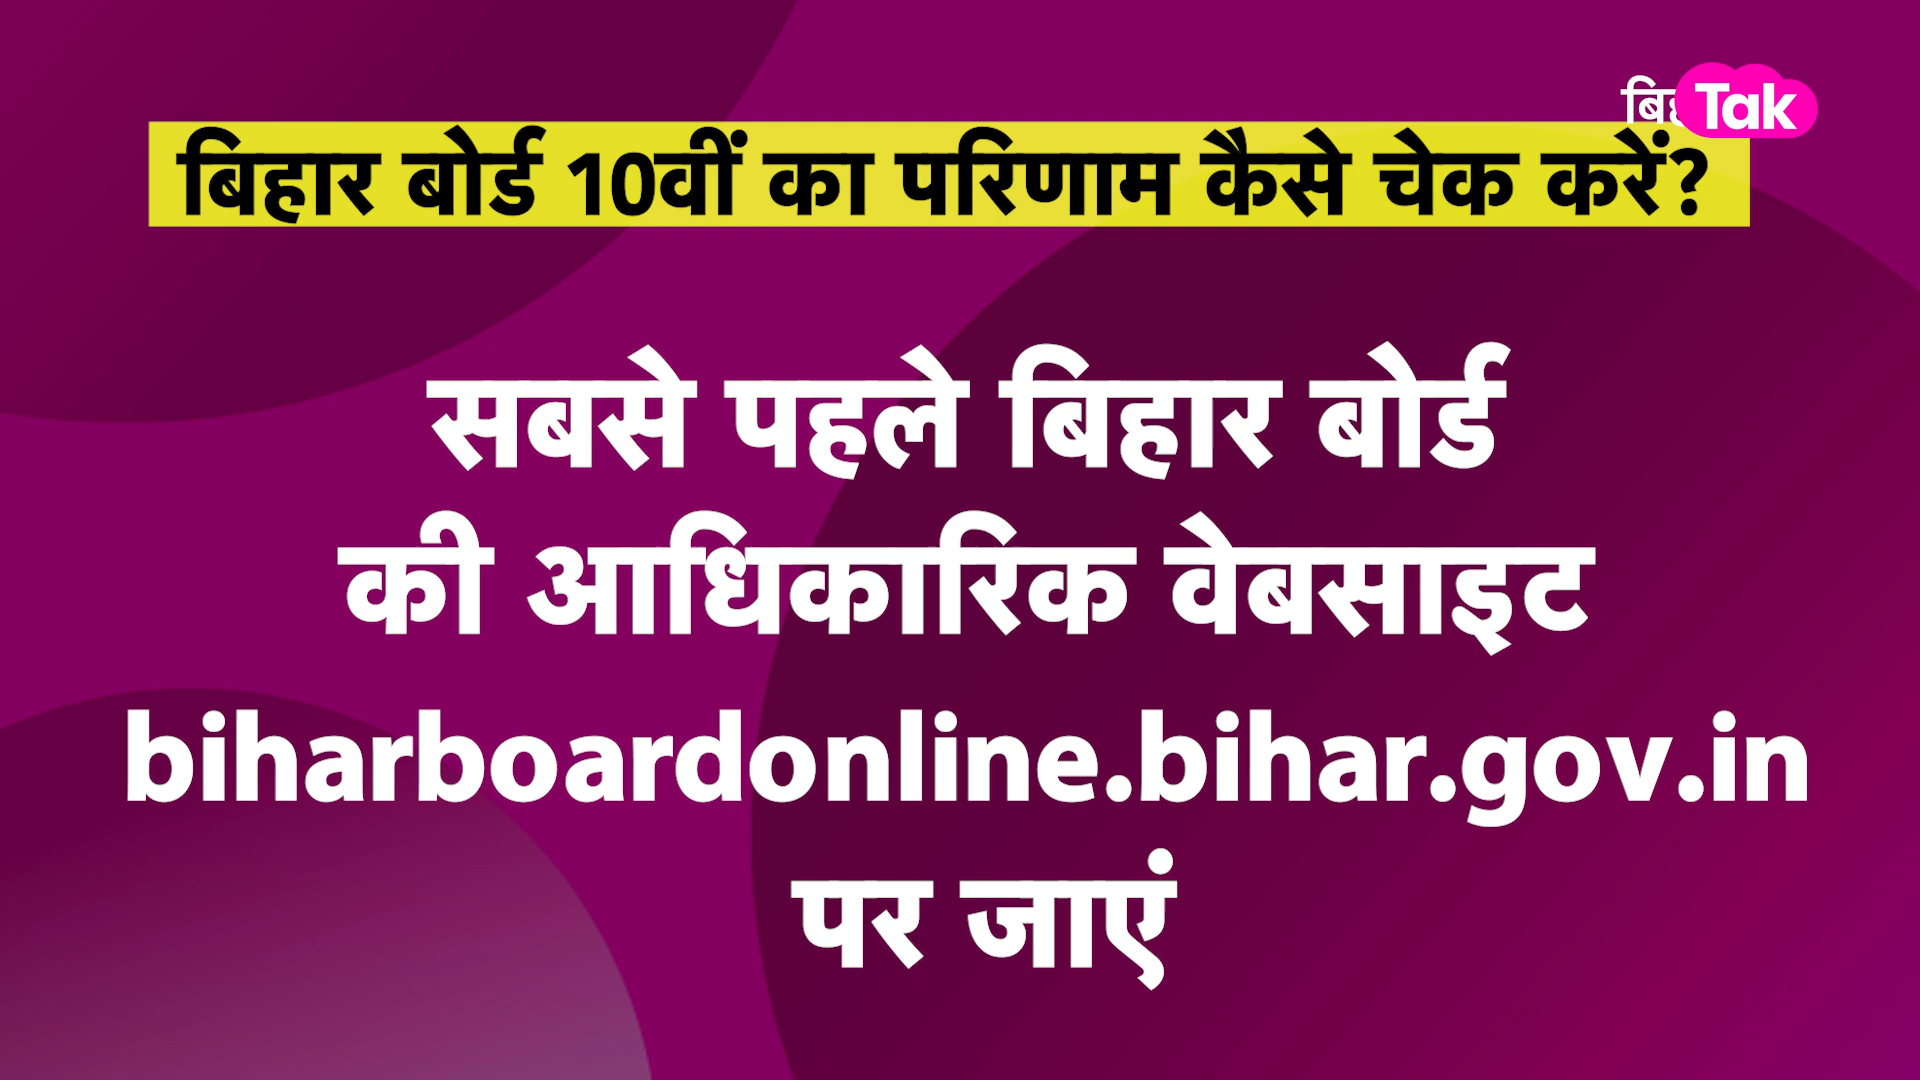 Tak
बिहार बोर्ड 10वीं का परिणाम कैसे चेक करें?
सबसे पहले बिहार बोर्ड
की आधिकारिक वेबसाइट
biharboardonline.bihar.gov.in
पर जाएं